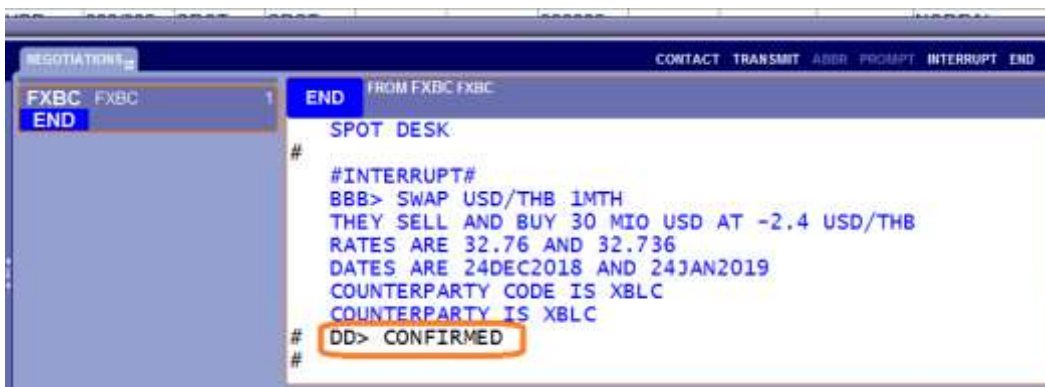 NEGOTIATIONS
CONTACT TRANSMIT ABBR PROMPT INTERRUPT END
FXBC FXBC 1
END
END FROM FXBC FXBC
SPOT DESK
#
#INTERRUPT#
BBB> SWAP USD/THB 1MTH
THEY SELL AND BUY 30 MIO USD AT -2.4 USD/THB
RATES ARE 32.76 AND 32.736
DATES ARE 24DEC2018 AND 24JAN2019
COUNTERPARTY CODE IS XBLC
COUNTERPARTY IS XBLC
# DD> CONFIRMED
#